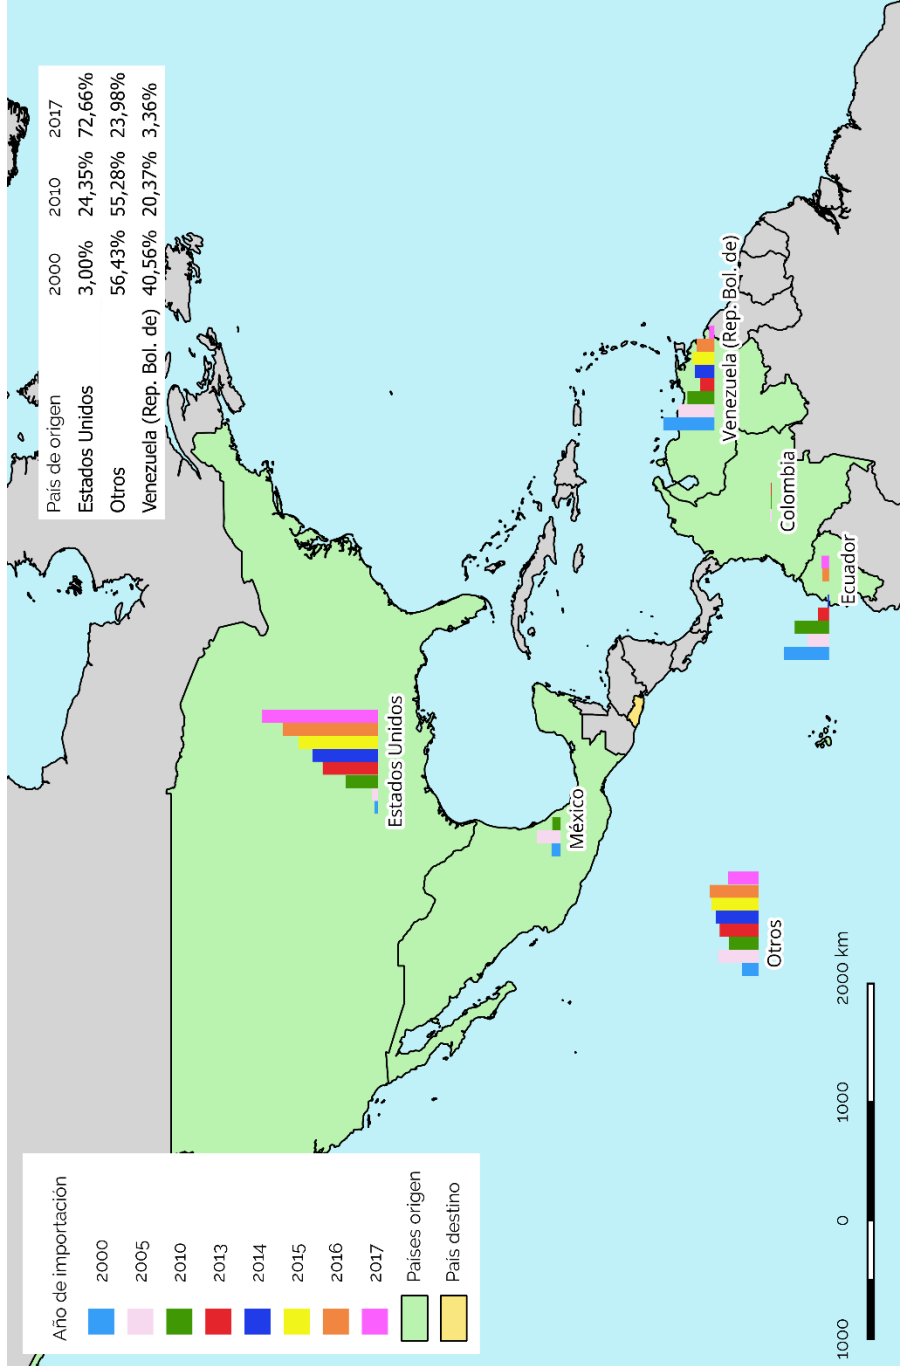 País de origen 2000 2010 2017
Estados Unidos 3,00% 24,35% 72,66%
Otros 56,43% 55,28% 23,98%
Venezuela (Rep. Bol. de) 40,56% 20,37% 3,36%
Estados Unidos
México
Otros
Venezuela (Rep. Bol. de)
Colombia
Ecuador
Año de importación
2000
2005
2010
2013
2014
2015
2016
2017
Países origen
País destino
1000 0 1000 2000 km